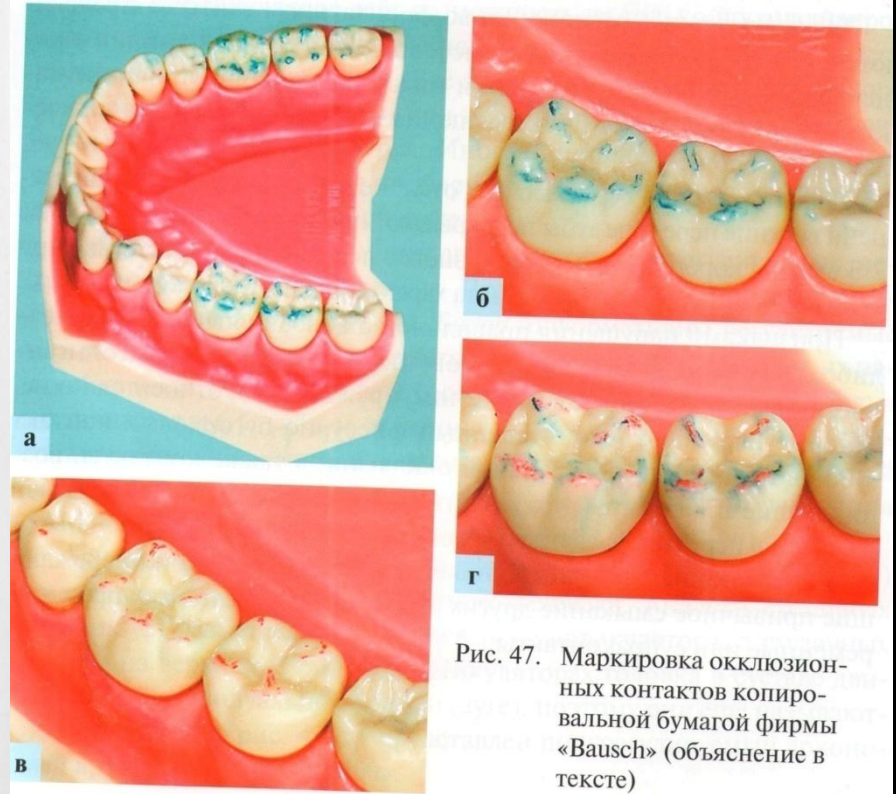 а
б
в
г
Рис. 47. Маркировка окклюзион-
ных контактов копиро-
вальной бумагой фирмы
«Bausch» (объяснение в
тексте)